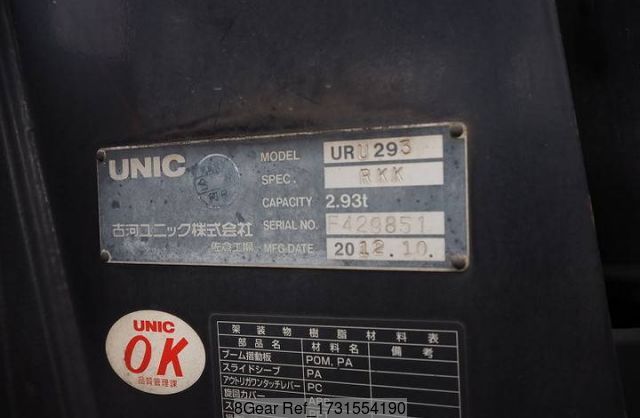 UNIC
MODEL URU293
SPEC. RKK
CAPACITY 2.93t
古河ユニック株式会社
SERIAL NO. F429851
佐倉工場 MFG-DATE 2012.10.
UNIC
OK
品質管理課
架装物樹脂材料表
部品名 材料名 備考
ブーム摺動板 POM, PA
スライドシーブ PA
アウトリガワンタッチレバー PC
旋回カバー
8Gear Ref_1731554190